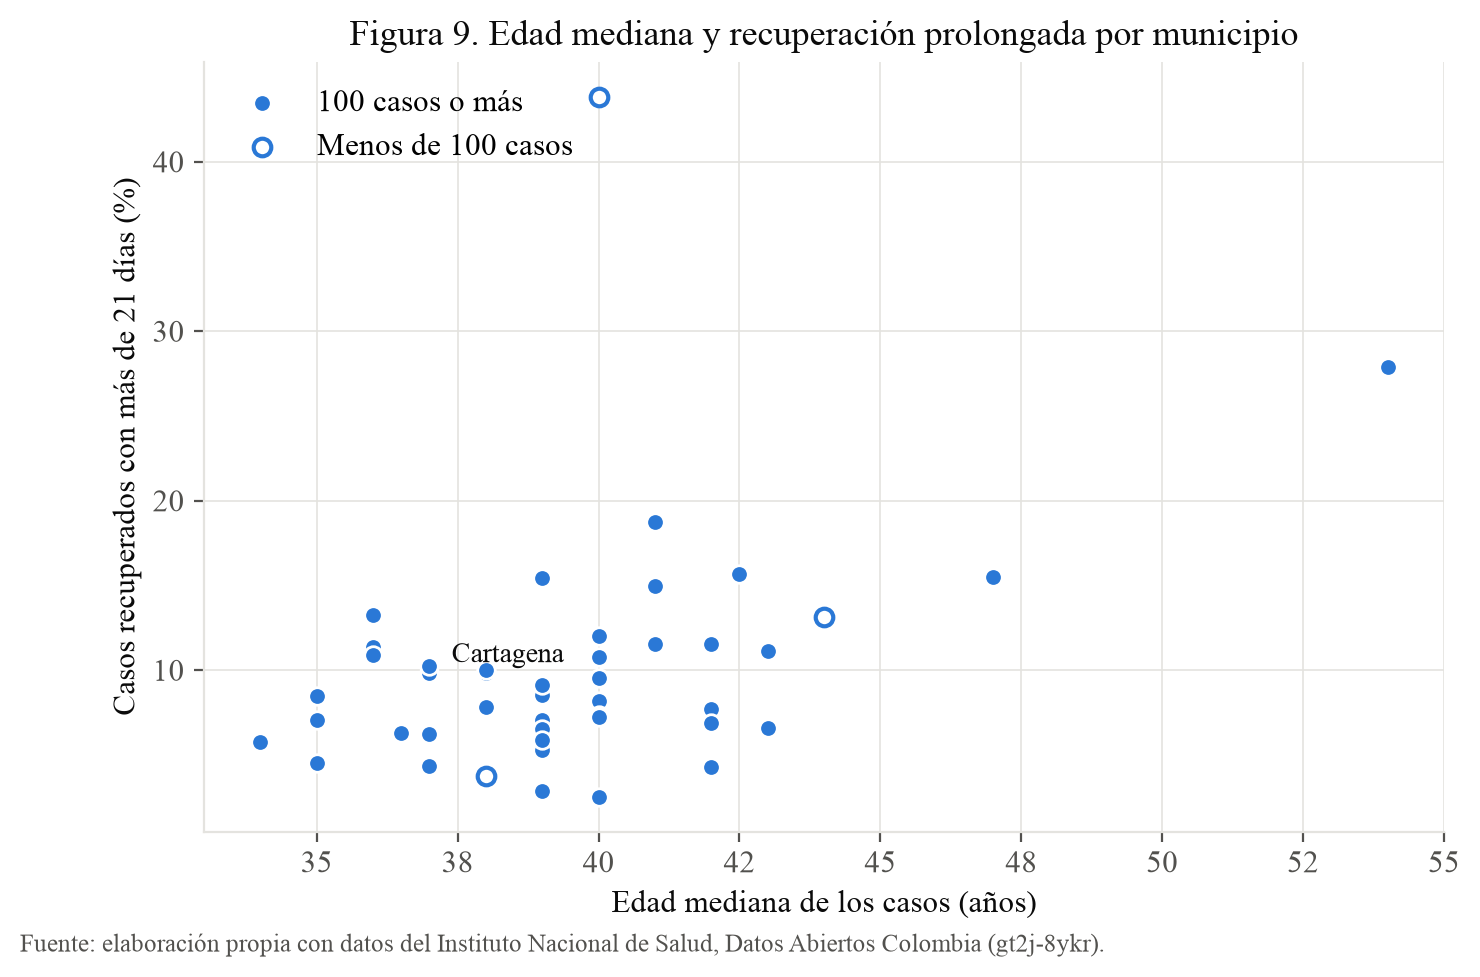 Figura 9. Edad mediana y recuperación prolongada por municipio
100 casos o más
Menos de 100 casos
Casos recuperados con más de 21 días (%)
40
30
20
10
Cartagena
35 38 40 42 45 48 50 52 55
Edad mediana de los casos (años)
Fuente: elaboración propia con datos del Instituto Nacional de Salud, Datos Abiertos Colombia (gt2j-8ykr).